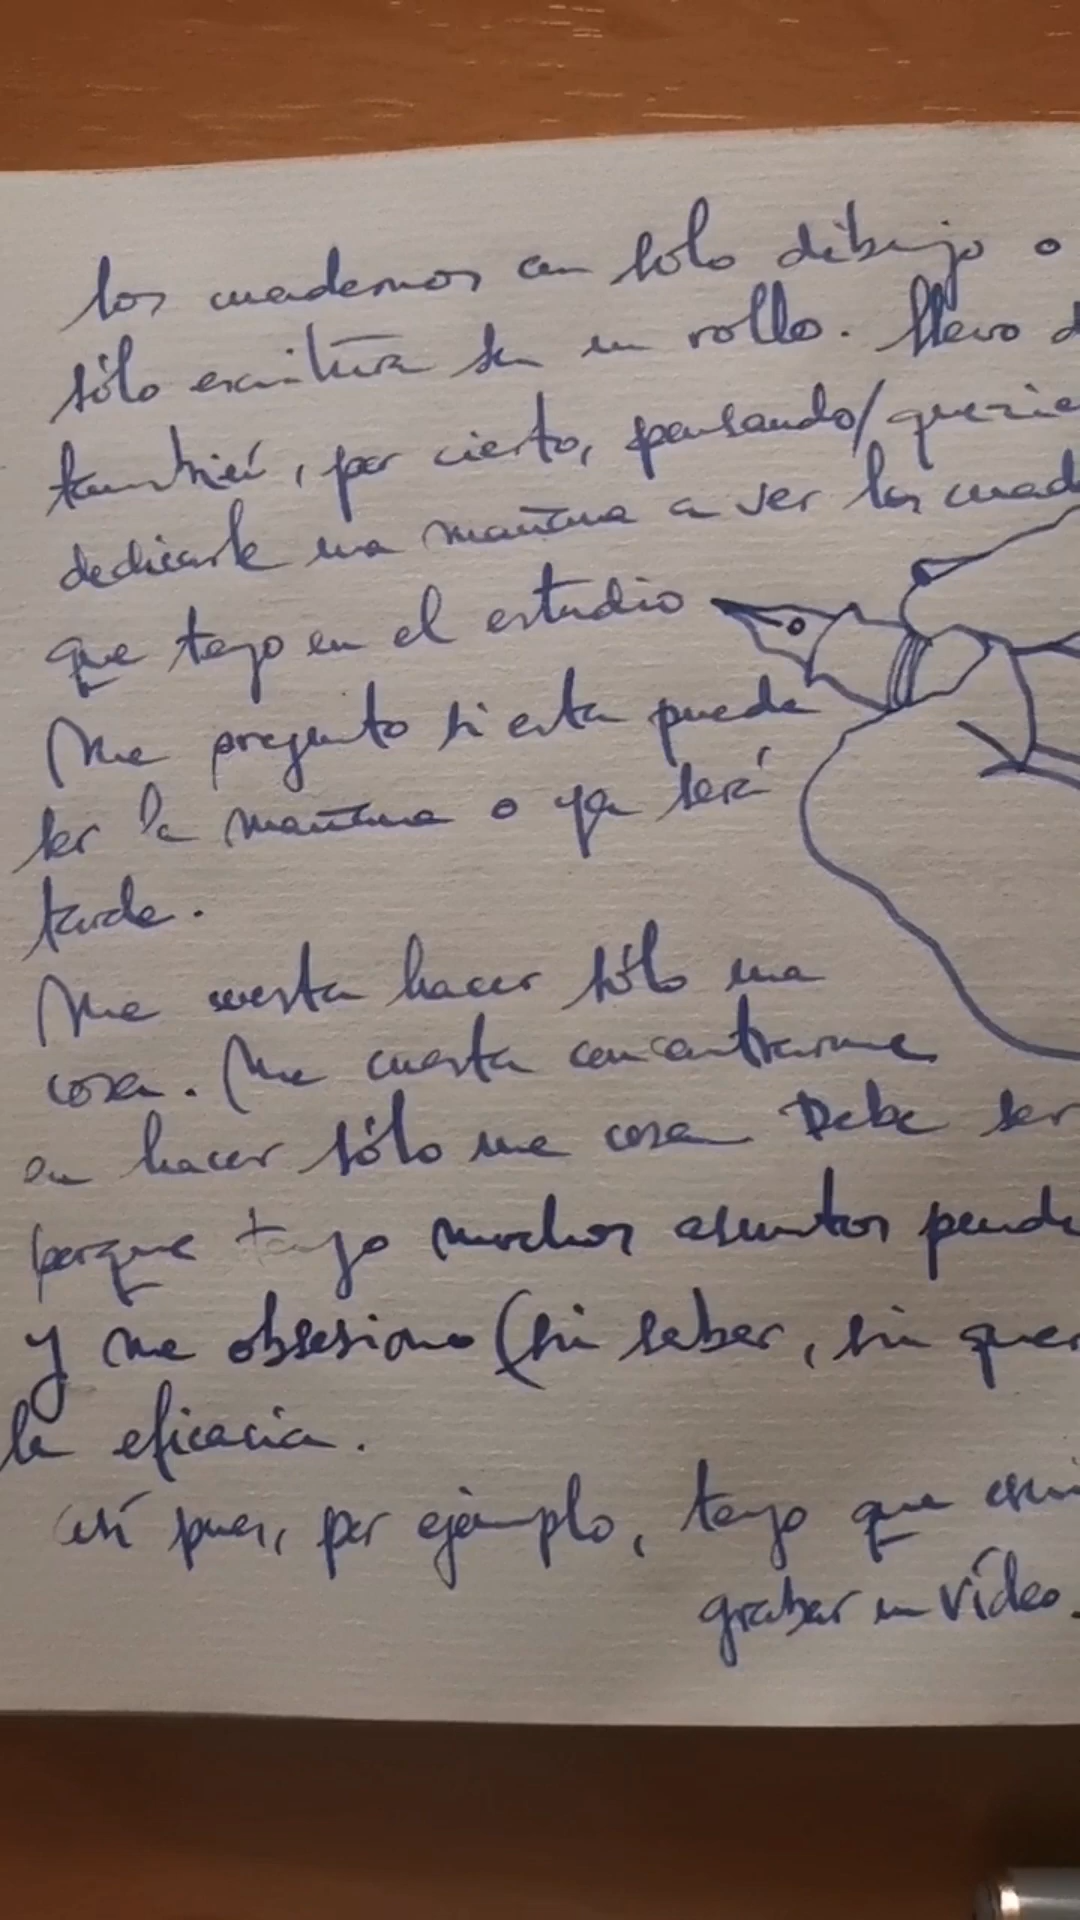 los cuadernos con solo dibujo o
sólo escritura son un rollo. Llevo d
también, por cierto, pensando/querie
dedicarle una mañana a ver los cuad
que tengo en el estudio
Me pregunto si esta puede
ser la mañana o ya será
tarde.
Me cuesta hacer sólo una
cosa. Me cuesta concentrarme
en hacer sólo una cosa Debe ser
porque tengo muchos asuntos pend
y me obsesiono (sin saber, sin quer
la eficacia.
así pues, por ejemplo, tengo que escri
grabar un vídeo.